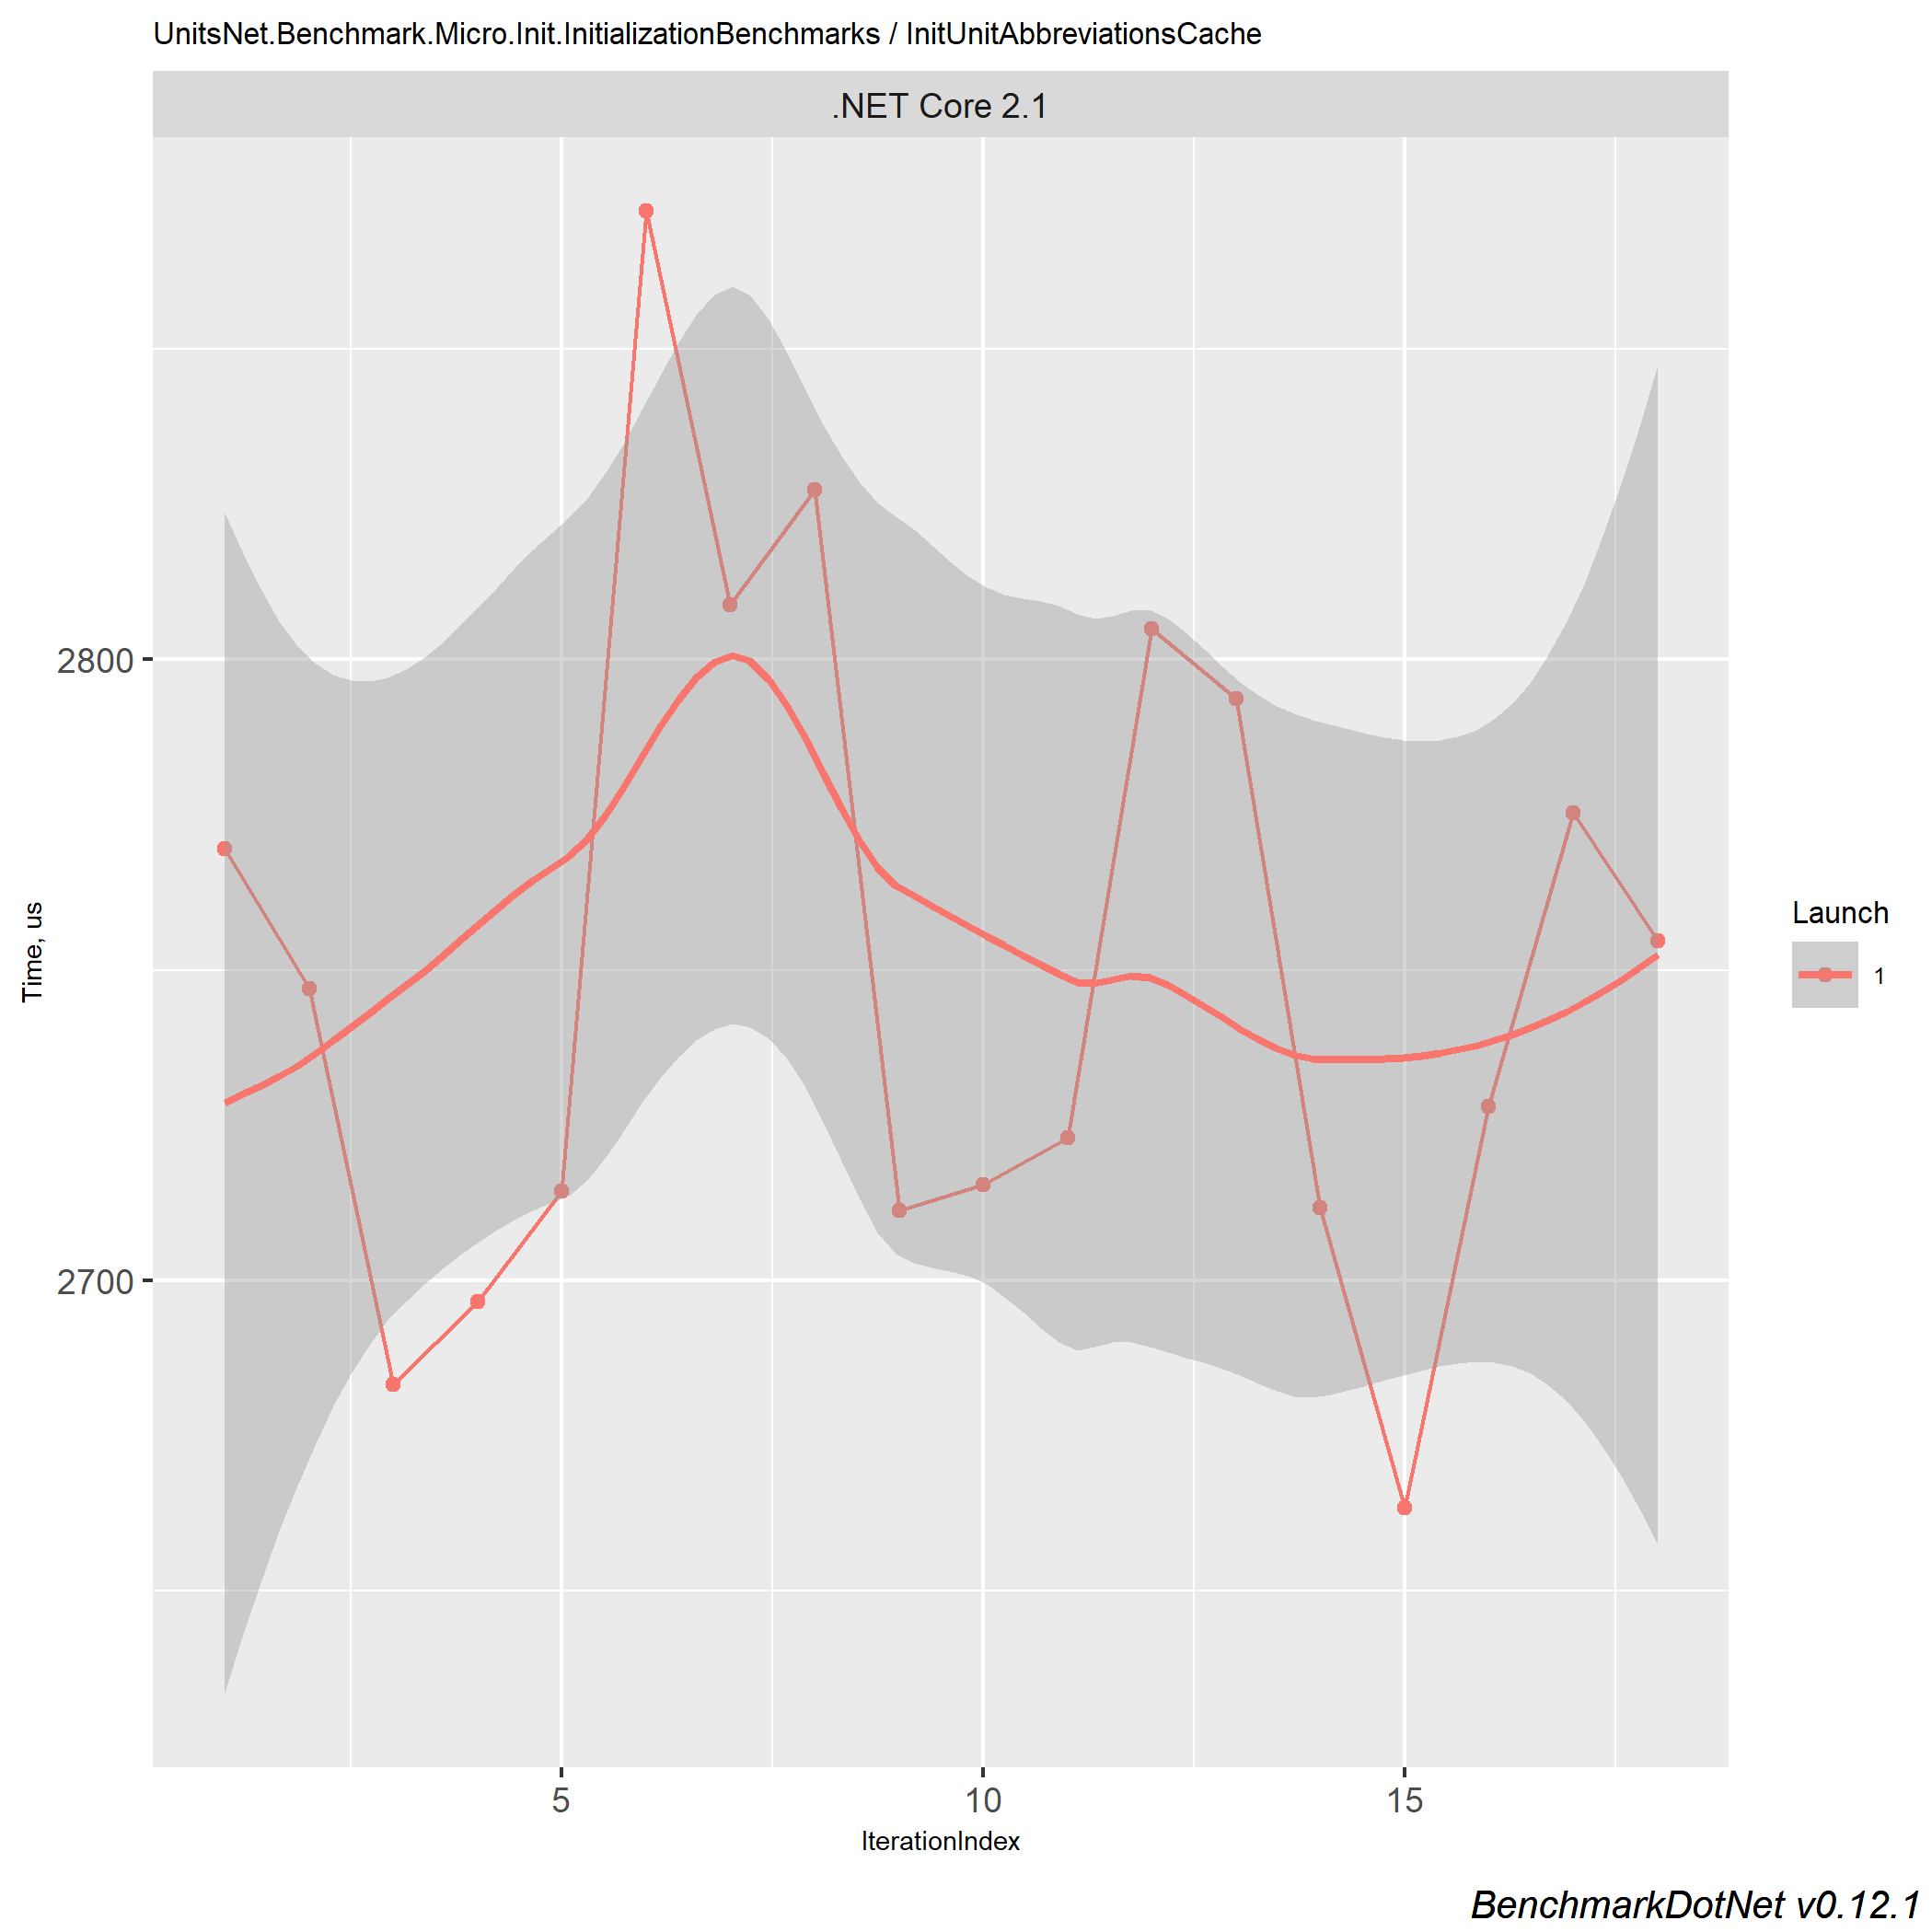 UnitsNet.Benchmark.Micro.Init.InitializationBenchmarks / InitUnitAbbreviationsCache
.NET Core 2.1
2800
2700
Time, us
Launch
1
5
10
15
IterationIndex
BenchmarkDotNet v0.12.1